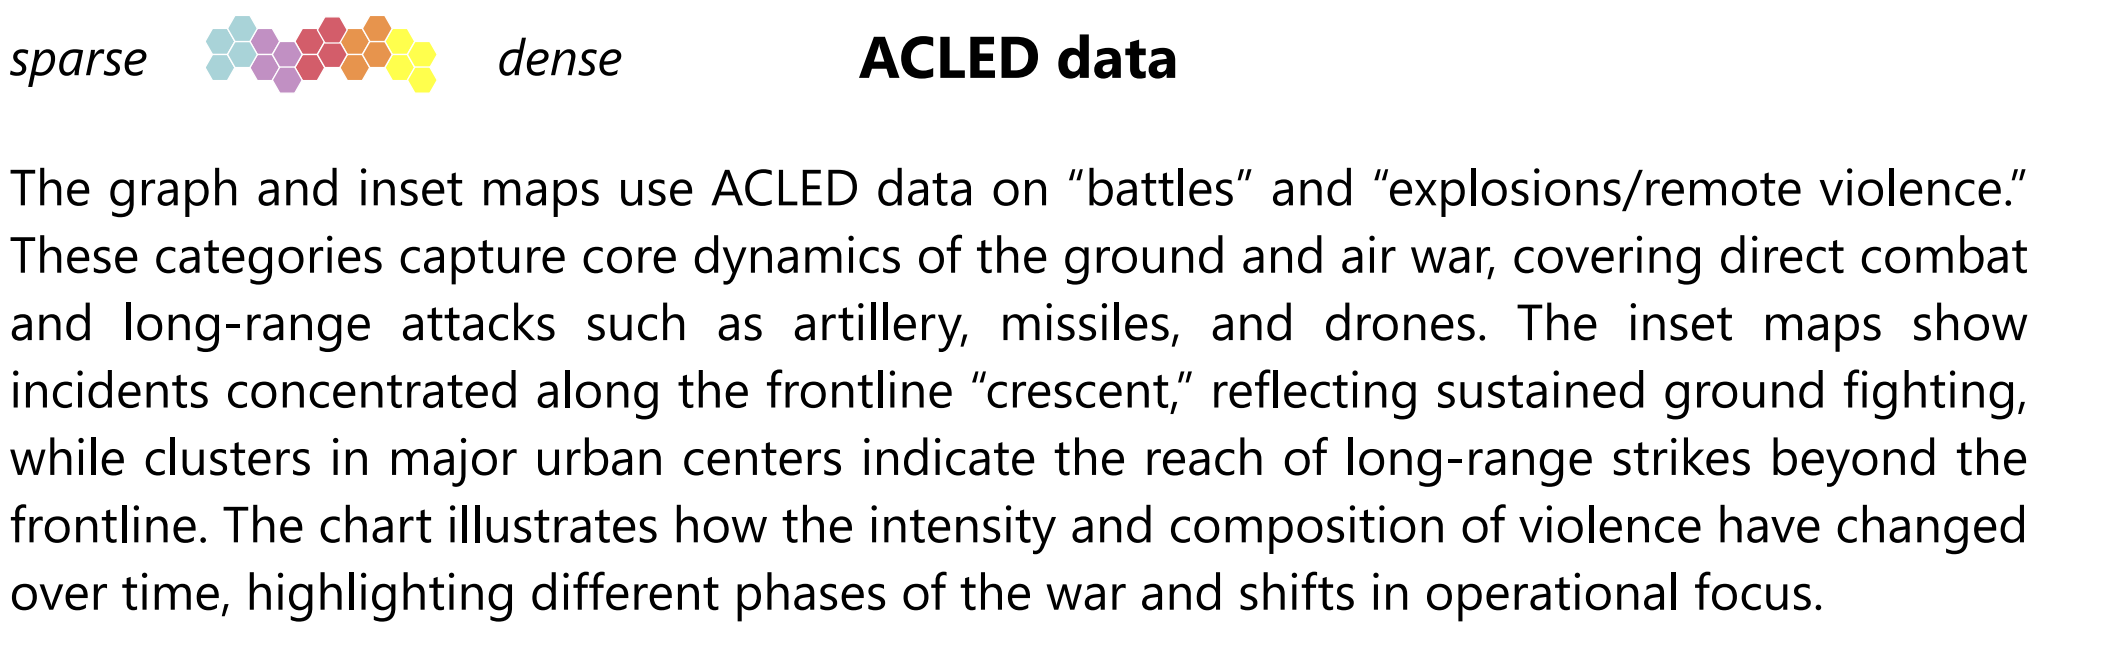 sparse dense ACLED data
The graph and inset maps use ACLED data on “battles” and “explosions/remote violence.”
These categories capture core dynamics of the ground and air war, covering direct combat
and long-range attacks such as artillery, missiles, and drones. The inset maps show
incidents concentrated along the frontline “crescent,” reflecting sustained ground fighting,
while clusters in major urban centers indicate the reach of long-range strikes beyond the
frontline. The chart illustrates how the intensity and composition of violence have changed
over time, highlighting different phases of the war and shifts in operational focus.